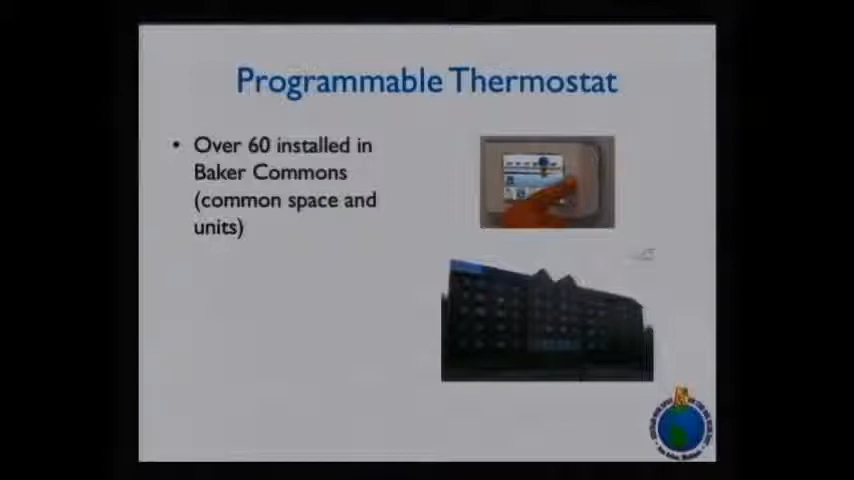 Programmable Thermostat
• Over 60 installed in
Baker Commons
(common space and
units)